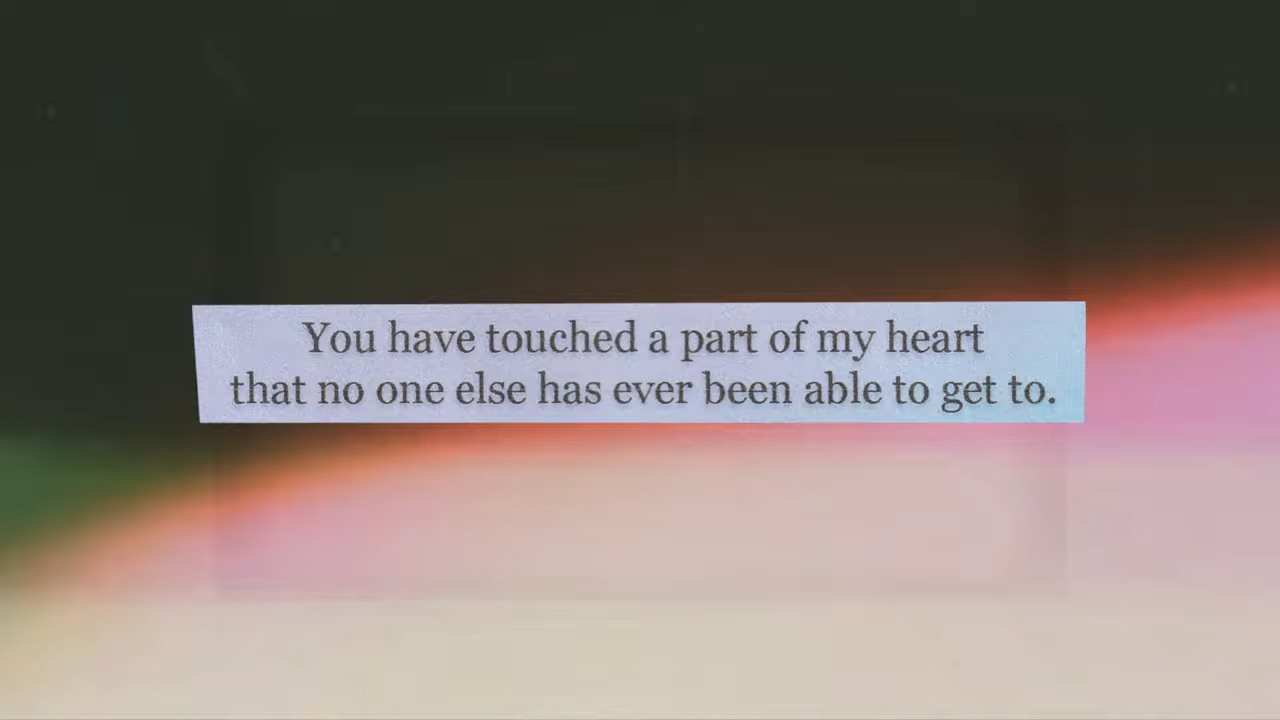 You have touched a part of my heart
that no one else has ever been able to get to.